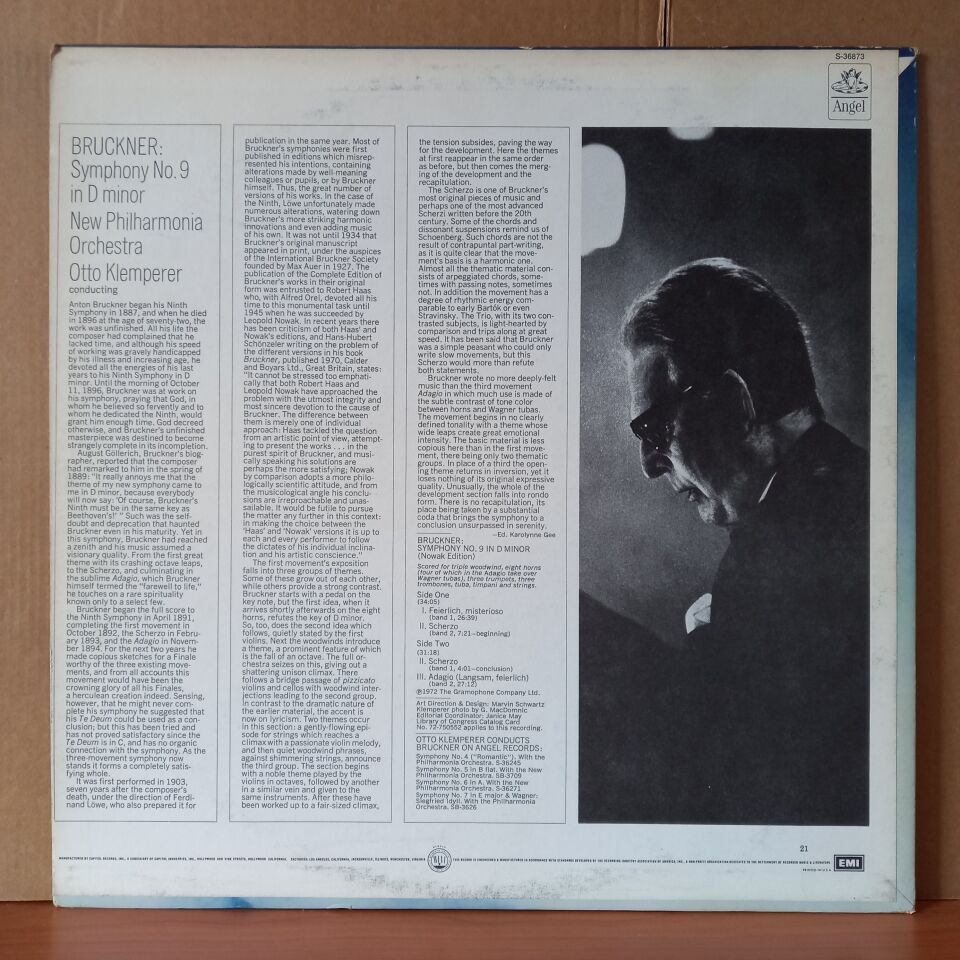 S-36873
Angel
BRUCKNER:
Symphony No. 9
in D minor
New Philharmonia
Orchestra
Otto Klemperer
conducting
Anton Bruckner began his Ninth
Symphony in 1887, and when he died
in 1896 at the age of seventy-two, the
work was unfinished. All his life the
composer had complained that he
lacked time, and although his speed
of working was gravely handicapped
by his illness and increasing age, he
devoted all the energies of his last
years to his Ninth Symphony in D
minor. Until the morning of October
11, 1896, Bruckner was at work on
his symphony, praying that God, in
whom he believed so fervently and to
whom he dedicated the Ninth, would
grant him enough time. God decreed
otherwise, and Bruckner's unfinished
masterpiece was destined to become
strangely complete in its incompletion.
August Göllerich, Bruckner's biog-
rapher, reported that the composer
had remarked to him in the spring of
1889: "It really annoys me that the
theme of my new symphony came to
me in D minor, because everybody
will now say: 'Of course, Bruckner's
Ninth must be in the same key as
Beethoven's!' " Such was the self-
doubt and deprecation that haunted
Bruckner even in his maturity. Yet in
this symphony, Bruckner had reached
a zenith and his music assumed a
visionary quality. From the first great
theme with its crashing octave leaps,
to the Scherzo, and culminating in
the sublime Adagio, which Bruckner
himself termed the "farewell to life,"
he touches on a rare spirituality
known only to a select few.
Bruckner began the full score to
the Ninth Symphony in April 1891,
completing the first movement in
October 1892, the Scherzo in Febru-
ary 1893, and the Adagio in Novem-
ber 1894. For the next two years he
made copious sketches for a Finale
worthy of the three existing move-
ments, and from all accounts this
movement would have been the
crowning glory of all his Finales,
a herculean creation indeed. Sensing,
however, that he might never com-
plete his symphony he suggested that
his Te Deum could be used as a con-
clusion; but this has been tried and
has not proved satisfactory since the
Te Deum is in C, and has no organic
connection with the symphony. As the
three-movement symphony now
stands it forms a completely satis-
fying whole.
It was first performed in 1903,
seven years after the composer's
death, under the direction of Ferdi-
nand Löwe, who also prepared it for
publication in the same year. Most of
Bruckner's symphonies were first
published in editions which misrep-
resented his intentions, containing
alterations made by well-meaning
colleagues or pupils, or by Bruckner
himself. Thus, the great number of
versions of his works. In the case of
the Ninth, Löwe unfortunately made
numerous alterations, watering down
Bruckner's more striking harmonic
innovations and even adding music
of his own. It was not until 1934 that
Bruckner's original manuscript
appeared in print, under the auspices
of the International Bruckner Society
founded by Max Auer in 1927. The
publication of the Complete Edition of
Bruckner's works in their original
form was entrusted to Robert Haas
who, with Alfred Orel, devoted all his
time to this monumental task until
1945 when he was succeeded by
Leopold Nowak. In recent years there
has been criticism of both Haas' and
Nowak's editions, and Hans-Hubert
Schönzeler writing on the problem of
the different versions in his book
Bruckner, published 1970, Calder
and Boyars Ltd., Great Britain, states:
"It cannot be stressed too emphati-
cally that both Robert Haas and
Leopold Nowak have approached the
problem with the utmost integrity and
most sincere devotion to the cause of
Bruckner. The difference between
them is merely one of individual
approach: Haas tackled the question
from an artistic point of view, attempt-
ing to present the works . . . in the
purest spirit of Bruckner, and musi-
cally speaking his solutions are
perhaps the more satisfying; Nowak
by comparison adopts a more philo-
logically scientific attitude, and from
the musicological angle his conclu-
sions are irreproachable and unas-
sailable. It would be futile to pursue
the matter any further in this context:
in making the choice between the
'Haas' and 'Nowak' versions it is up to
each and every performer to follow
the dictates of his individual inclina-
tion and his artistic conscience."
The first movement's exposition
falls into three groups of themes.
Some of these grow out of each other,
while others provide a strong contrast.
Bruckner starts with a pedal on the
key note, but the first idea, when it
arrives shortly afterwards on the eight
horns, refutes the key of D minor.
So, too, does the second idea which
follows, quietly stated by the first
violins. Next the woodwinds introduce
a theme, a prominent feature of which
is the fall of an octave. The full or-
chestra seizes on this, giving out a
shattering unison climax. There
follows a bridge passage of pizzicato
violins and cellos with woodwind inter-
jections leading to the second group.
In contrast to the dramatic nature of
the earlier material, the accent is
now on lyricism. Two themes occur
in this section: a gently-flowing epi-
sode for strings which reaches a
climax with a passionate violin melody,
and then quiet woodwind phrases,
against shimmering strings, announce
the third group. The section begins
with a noble theme played by the
violins in octaves, followed by another
in a similar vein and given to the
same instruments. After these have
been worked up to a fair-sized climax,
the tension subsides, paving the way
for the development. Here the themes
at first reappear in the same order
as before, but then comes the merg-
ing of the development and the
recapitulation.
The Scherzo is one of Bruckner's
most original pieces of music and
perhaps one of the most advanced
Scherzi written before the 20th
century. Some of the chords and
dissonant suspensions remind us of
Schoenberg. Such chords are not the
result of contrapuntal part-writing,
as it is quite clear that the move-
ment's basis is a harmonic one.
Almost all the thematic material con-
sists of arpeggiated chords, some-
times with passing notes, sometimes
not. In addition the movement has a
degree of rhythmic energy com-
parable to early Bartók or even
Stravinsky. The Trio, with its two con-
trasted subjects, is light-hearted by
comparison and trips along at great
speed. It has been said that Bruckner
was a simple peasant who could only
write slow movements, but this
Scherzo would more than refute
both statements.
Bruckner wrote no more deeply-felt
music than the third movement
Adagio in which much use is made of
the subtle contrast of tone color
between horns and Wagner tubas.
The movement begins in no clearly
defined tonality with a theme whose
wide leaps create great emotional
intensity. The basic material is less
copious here than in the first move-
ment, there being only two thematic
groups. In place of a third the open-
ing theme returns in inversion, yet it
loses nothing of its original expressive
quality. Unusually, the whole of the
development section falls into rondo
form. There is no recapitulation, its
place being taken by a substantial
coda that brings the symphony to a
conclusion unsurpassed in serenity.
—Ed. Karolynne Gee
BRUCKNER:
SYMPHONY NO. 9 IN D MINOR
(Nowak Edition)
Scored for triple woodwind, eight horns
(four of which in the Adagio take over
Wagner tubas), three trumpets, three
trombones, tuba, timpani and strings.
Side One
(34:05)
I. Feierlich, misterioso
(band 1, 26:39)
II. Scherzo
(band 2, 7:21—beginning)
Side Two
(31:18)
II. Scherzo
(band 1, 4:01—conclusion)
III. Adagio (Langsam, feierlich)
(band 2, 27:12)
℗1972 The Gramophone Company Ltd.
Art Direction & Design: Marvin Schwartz
Klemperer photo by G. MacDomnic
Editorial Coordinator: Janice May
Library of Congress Catalog Card
No. 72-750552 applies to this recording.
OTTO KLEMPERER CONDUCTS
BRUCKNER ON ANGEL RECORDS:
Symphony No. 4 ("Romantic"). With the
Philharmonia Orchestra. S-36245
Symphony No. 5 in B flat. With the New
Philharmonia Orchestra. SB-3709
Symphony No. 6 in A. With the New
Philharmonia Orchestra. S-36271
Symphony No. 7 in E major & Wagner:
Siegfried Idyll. With the Philharmonia
Orchestra. SB-3626
21
EMI
PRINTED IN U.S.A.